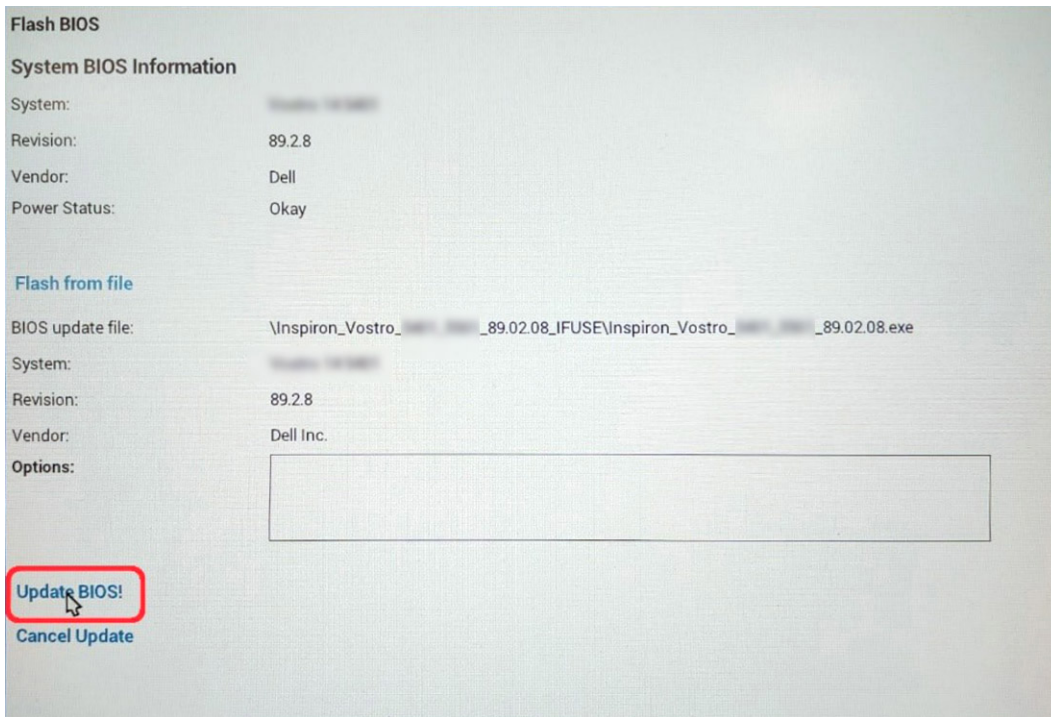 Flash BIOS
System BIOS Information
System:
Revision: 89.2.8
Vendor: Dell
Power Status: Okay
Flash from file
BIOS update file: \Inspiron_Vostro_ _89.02.08_IFUSE\Inspiron_Vostro_ _89.02.08.exe
System:
Revision: 89.2.8
Vendor: Dell Inc.
Options:
Update BIOS!
Cancel Update